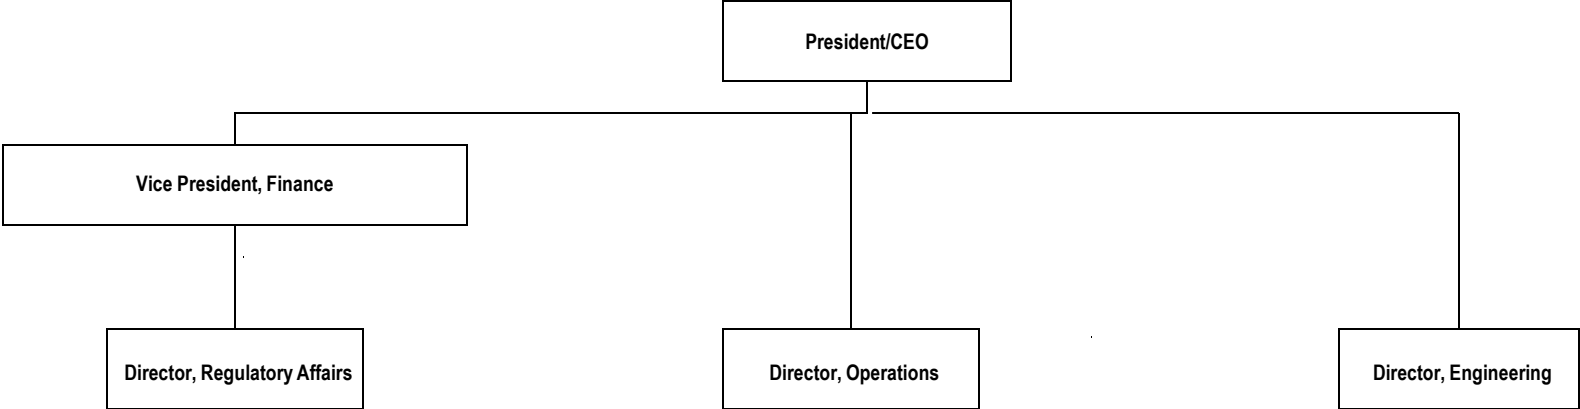 President/CEO
Vice President, Finance
Director, Regulatory Affairs
Director, Operations
Director, Engineering